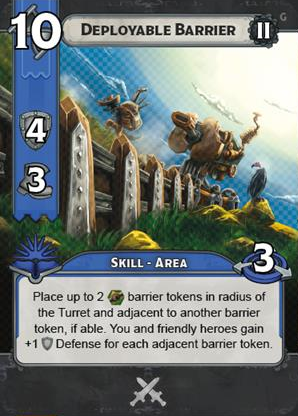 10
DEPLOYABLE BARRIER
II
G
4
3
SKILL - AREA
3
Place up to 2 barrier tokens in radius of
the Turret and adjacent to another barrier
token, if able. You and friendly heroes gain
+1 Defense for each adjacent barrier token.